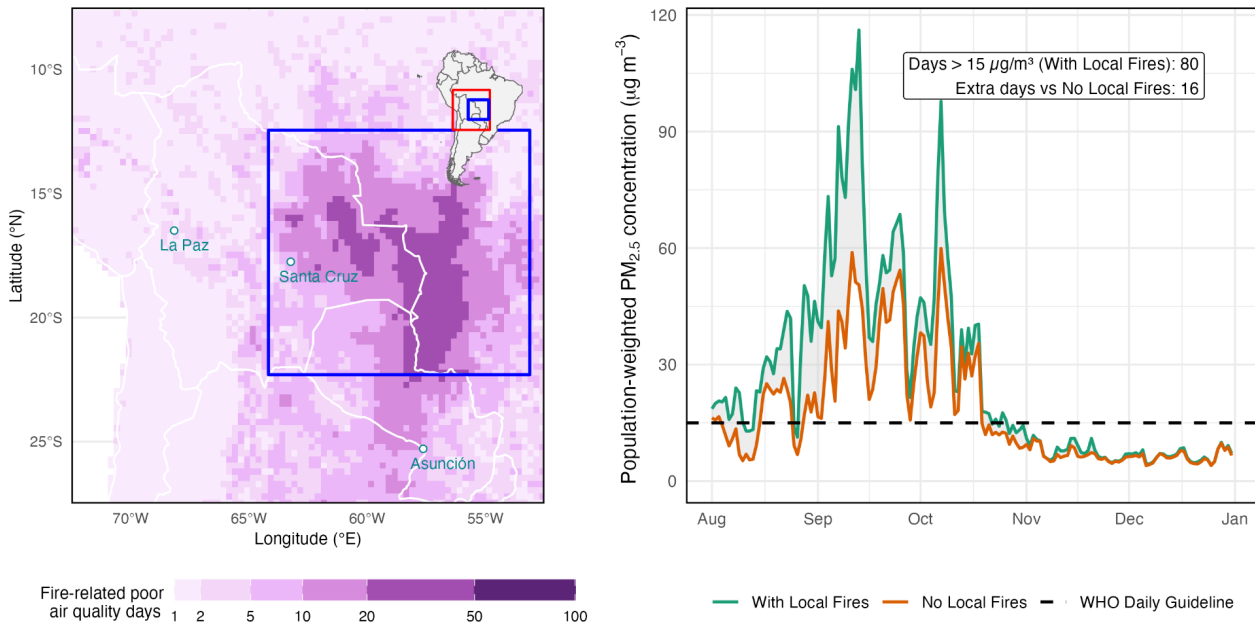 10°S
15°S
20°S
25°S
Latitude (°N)
La Paz
Santa Cruz
Asunción
70°W 65°W 60°W 55°W
Longitude (°E)
Fire-related poor
air quality days
1 2 5 10 20 50 100
Population-weighted PM2.5 concentration (µg m−3)
120
90
60
30
0
Days > 15 µg/m³ (With Local Fires): 80
Extra days vs No Local Fires: 16
Aug Sep Oct Nov Dec Jan
With Local Fires No Local Fires WHO Daily Guideline